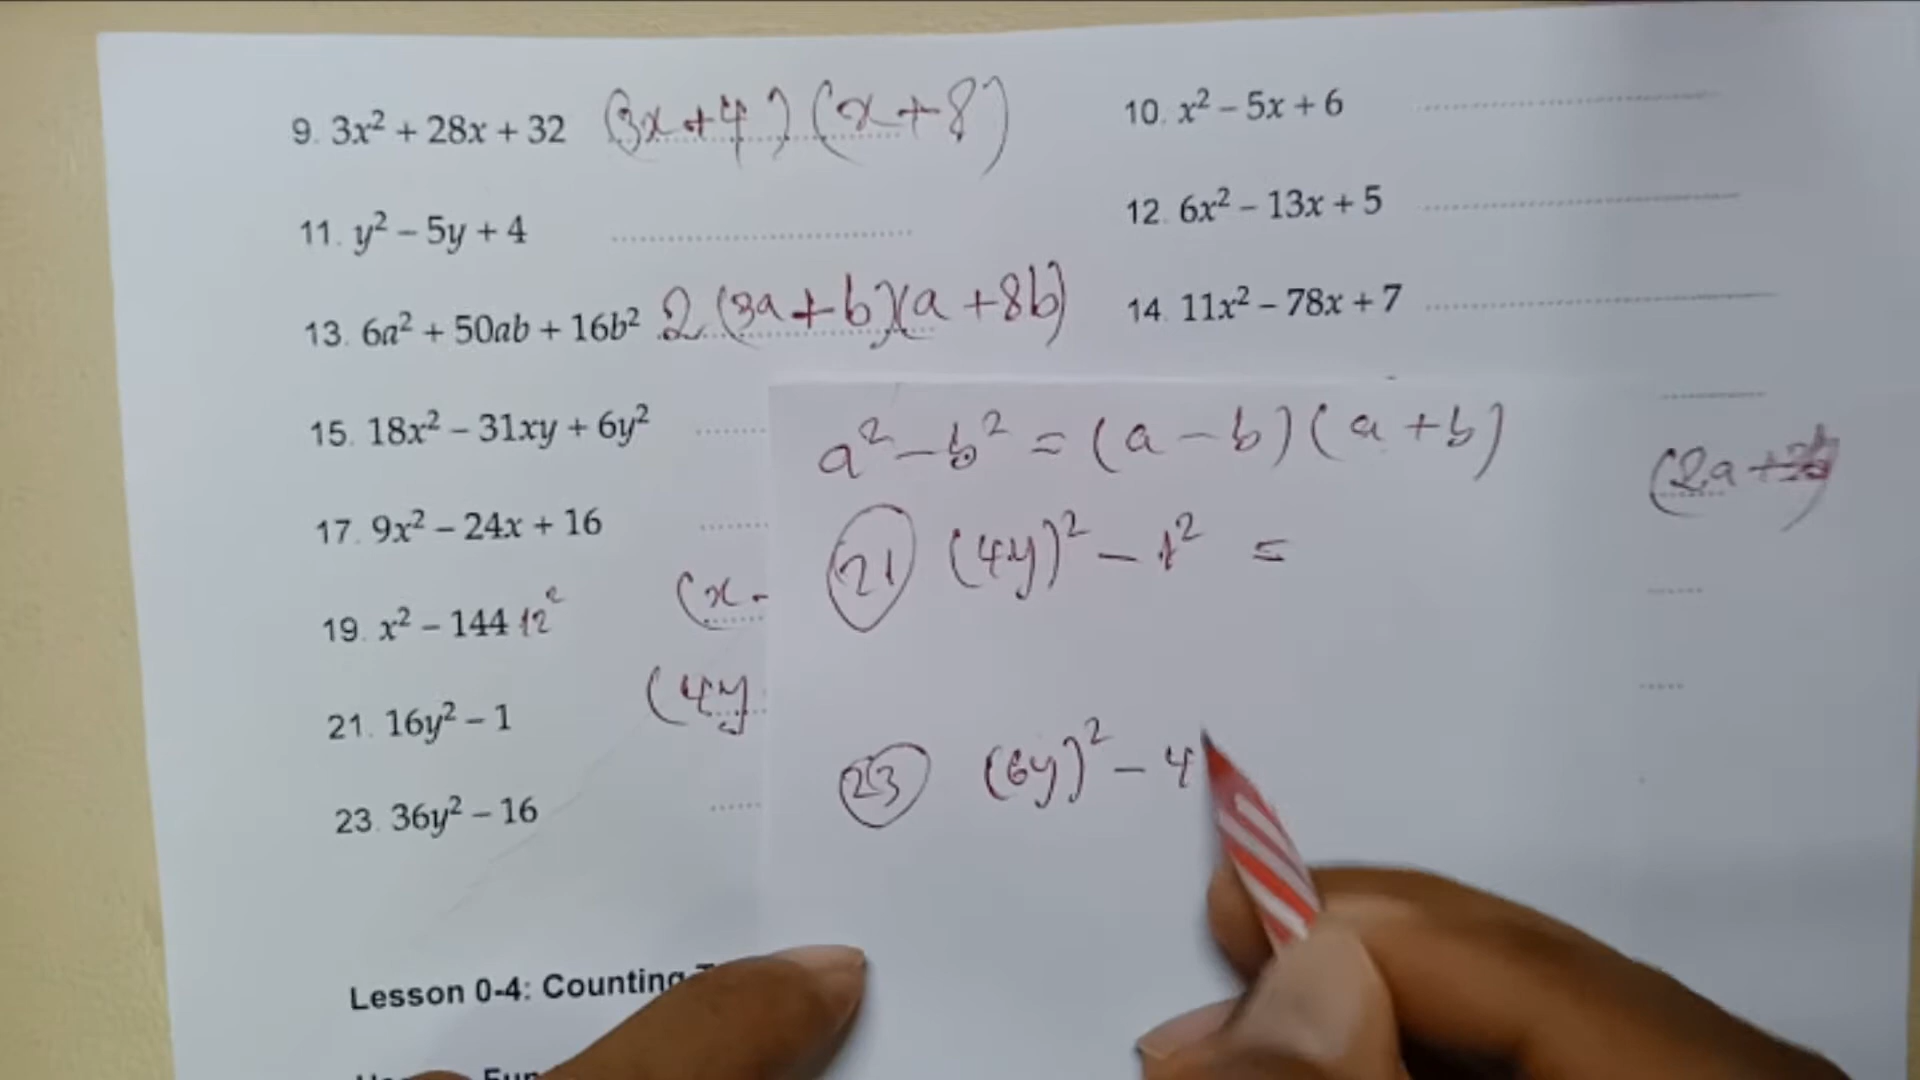 9. 3x² + 28x + 32 (3x+4)(x+8)
10. x² – 5x + 6
11. y² – 5y + 4
12. 6x² – 13x + 5
13. 6a² + 50ab + 16b² 2(3a+b)(a+8b)
14. 11x² – 78x + 7
15. 18x² – 31xy + 6y²
a² – b² = (a – b)(a + b)
(2a +
17. 9x² – 24x + 16
21 (4y)² – 1² =
19. x² – 144 12²
(x -
21. 16y² – 1 (4y
23 (6y)² – 4
23. 36y² – 16
Lesson 0-4: Counting